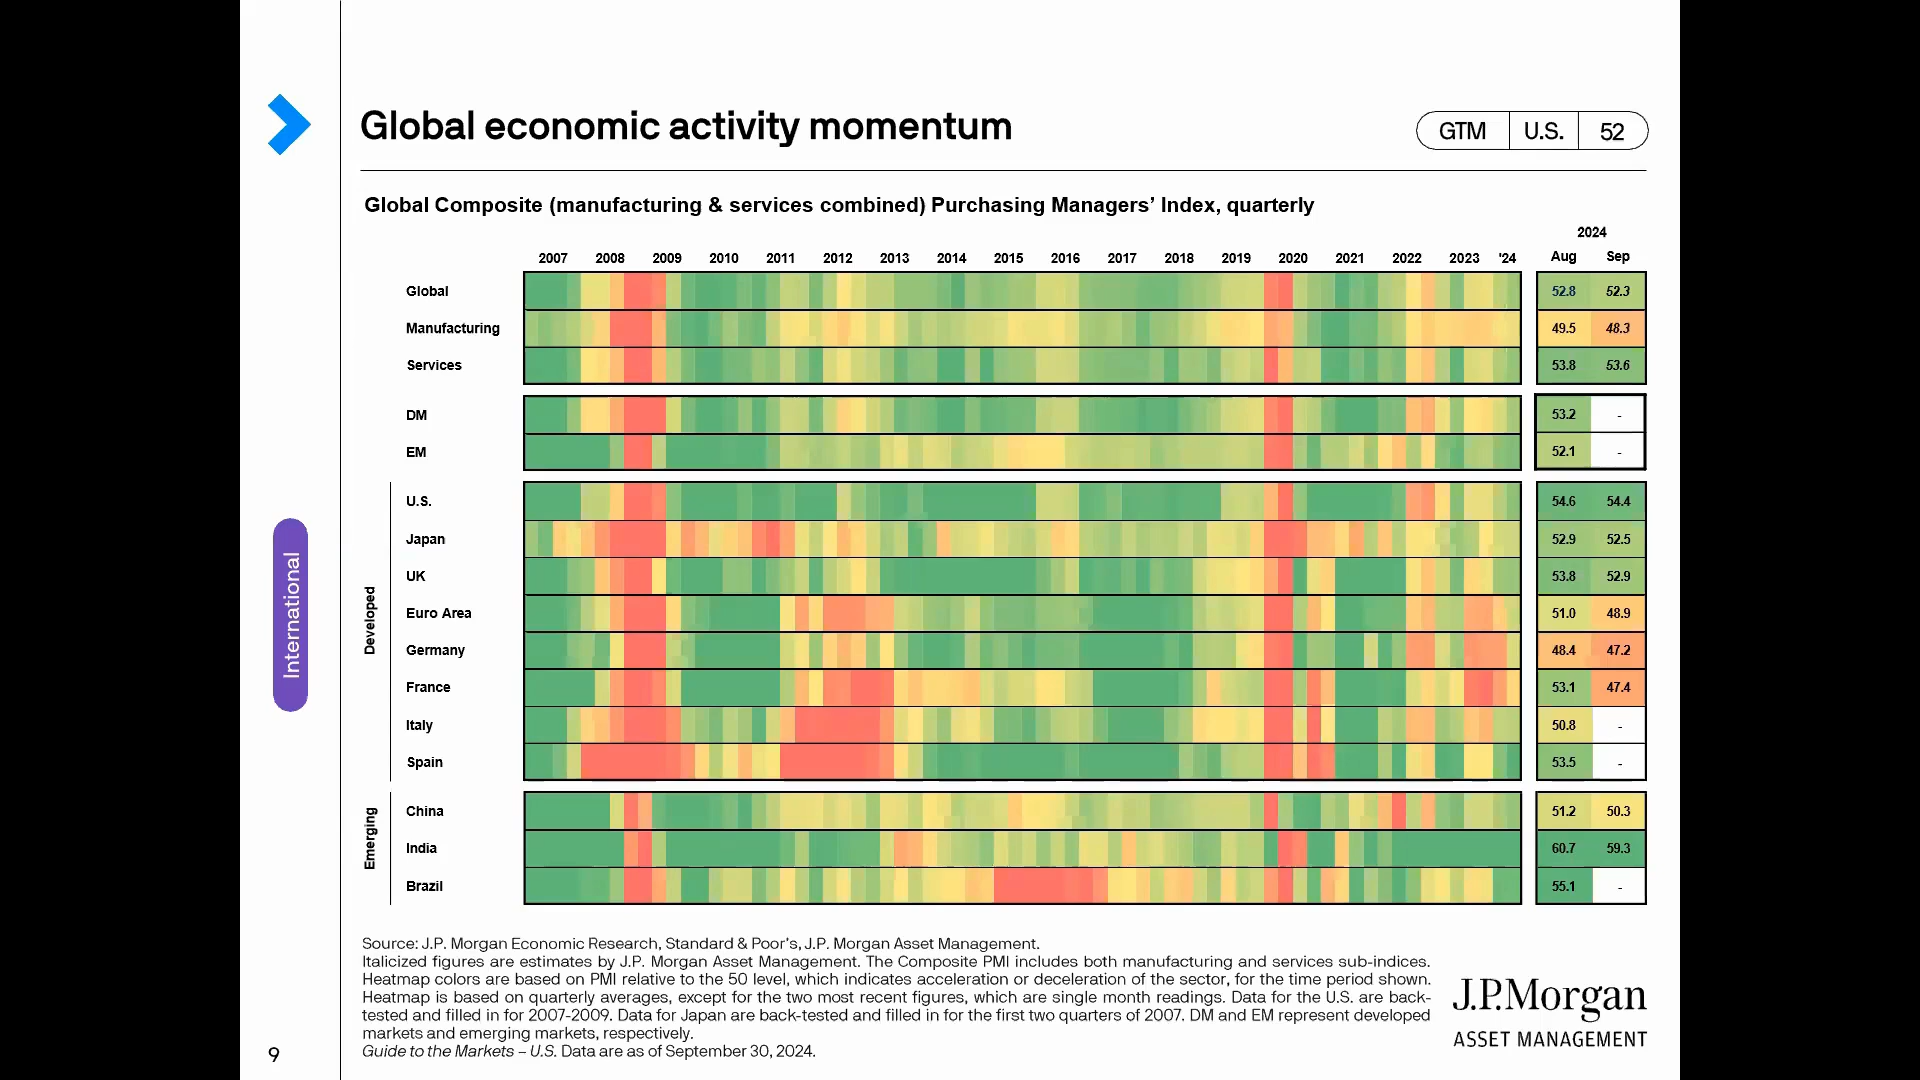 Global economic activity momentum
GTM U.S. 52
Global Composite (manufacturing & services combined) Purchasing Managers’ Index, quarterly
2024
2007 2008 2009 2010 2011 2012 2013 2014 2015 2016 2017 2018 2019 2020 2021 2022 2023 '24 Aug Sep
Global 52.8 52.3
Manufacturing 49.5 48.3
Services 53.8 53.6
DM 53.2 -
EM 52.1 -
Developed
U.S. 54.6 54.4
Japan 52.9 52.5
UK 53.8 52.9
Euro Area 51.0 48.9
Germany 48.4 47.2
France 53.1 47.4
Italy 50.8 -
Spain 53.5 -
Emerging
China 51.2 50.3
India 60.7 59.3
Brazil 55.1 -
International
Source: J.P. Morgan Economic Research, Standard & Poor’s, J.P. Morgan Asset Management.
Italicized figures are estimates by J.P. Morgan Asset Management. The Composite PMI includes both manufacturing and services sub-indices.
Heatmap colors are based on PMI relative to the 50 level, which indicates acceleration or deceleration of the sector, for the time period shown.
Heatmap is based on quarterly averages, except for the two most recent figures, which are single month readings. Data for the U.S. are back-
tested and filled in for 2007-2009. Data for Japan are back-tested and filled in for the first two quarters of 2007. DM and EM represent developed
markets and emerging markets, respectively.
Guide to the Markets – U.S. Data are as of September 30, 2024.
J.P.Morgan
ASSET MANAGEMENT
9